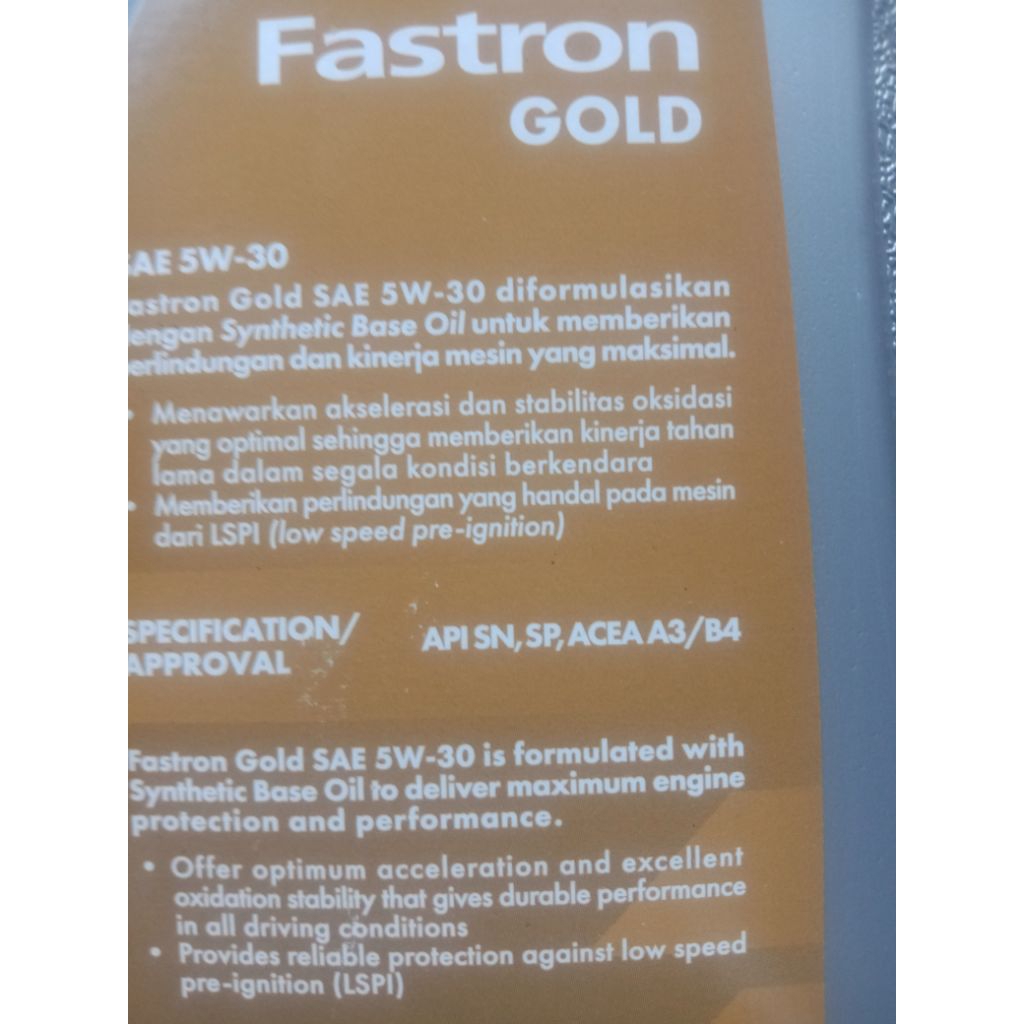 Fastron
GOLD
SAE 5W-30
Fastron Gold SAE 5W-30 diformulasikan
dengan Synthetic Base Oil untuk memberikan
perlindungan dan kinerja mesin yang maksimal.
• Menawarkan akselerasi dan stabilitas oksidasi
yang optimal sehingga memberikan kinerja tahan
lama dalam segala kondisi berkendara
• Memberikan perlindungan yang handal pada mesin
dari LSPI (low speed pre-ignition)
SPECIFICATION/ API SN, SP, ACEA A3/B4
APPROVAL
Fastron Gold SAE 5W-30 is formulated with
Synthetic Base Oil to deliver maximum engine
protection and performance.
• Offer optimum acceleration and excellent
oxidation stability that gives durable performance
in all driving conditions
• Provides reliable protection against low speed
pre-ignition (LSPI)